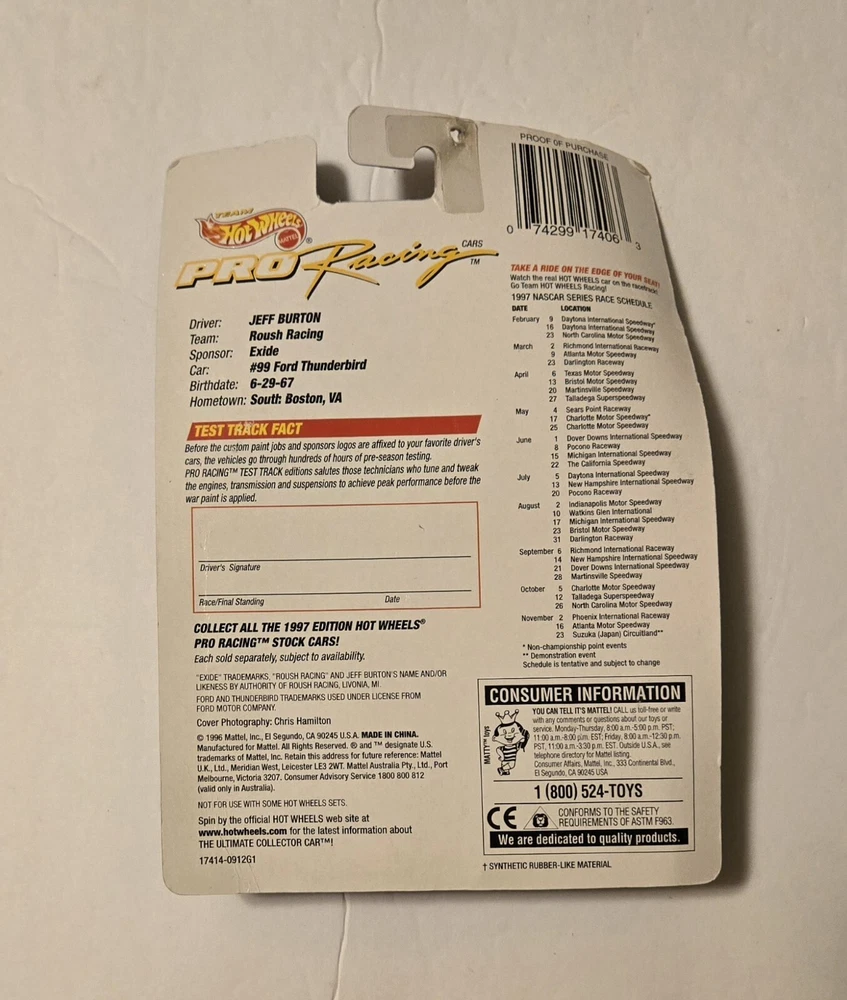 TEAM
Hot Wheels®
MATTEL
PRO Racing CARS
TM
Driver: JEFF BURTON
Team: Roush Racing
Sponsor: Exide
Car: #99 Ford Thunderbird
Birthdate: 6-29-67
Hometown: South Boston, VA
TEST TRACK FACT
Before the custom paint jobs and sponsors logos are affixed to your favorite driver's
cars, the vehicles go through hundreds of hours of pre-season testing.
PRO RACING™ TEST TRACK editions salutes those technicians who tune and tweak
the engines, transmission and suspensions to achieve peak performance before the
war paint is applied.
Driver's Signature
Race/Final Standing Date
COLLECT ALL THE 1997 EDITION HOT WHEELS®
PRO RACING™ STOCK CARS!
Each sold separately, subject to availability.
"EXIDE" TRADEMARKS, "ROUSH RACING" AND JEFF BURTON'S NAME AND/OR
LIKENESS BY AUTHORITY OF ROUSH RACING, LIVONIA, MI.
FORD AND THUNDERBIRD TRADEMARKS USED UNDER LICENSE FROM
FORD MOTOR COMPANY.
Cover Photography: Chris Hamilton
© 1996 Mattel, Inc., El Segundo, CA 90245 U.S.A. MADE IN CHINA.
Manufactured for Mattel. All Rights Reserved. ® and ™ designate U.S.
trademarks of Mattel, Inc. Retain this address for future reference: Mattel
U.K., Ltd., Meridian West, Leicester LE3 2WT. Mattel Australia Pty., Ltd., Port
Melbourne, Victoria 3207. Consumer Advisory Service 1800 800 812
(valid only in Australia).
NOT FOR USE WITH SOME HOT WHEELS SETS.
Spin by the official HOT WHEELS web site at
www.hotwheels.com for the latest information about
THE ULTIMATE COLLECTOR CAR™!
17414-0912G1
PROOF OF PURCHASE
0 74299 17406 3
TAKE A RIDE ON THE EDGE OF YOUR SEAT!
Watch the real HOT WHEELS car on the racetrack!
Go Team HOT WHEELS Racing!
1997 NASCAR SERIES RACE SCHEDULE
DATE LOCATION
February 9 Daytona International Speedway*
16 Daytona International Speedway
23 North Carolina Motor Speedway
March 2 Richmond International Raceway
9 Atlanta Motor Speedway
23 Darlington Raceway
April 6 Texas Motor Speedway
13 Bristol Motor Speedway
20 Martinsville Speedway
27 Talladega Superspeedway
May 4 Sears Point Raceway
17 Charlotte Motor Speedway*
25 Charlotte Motor Speedway
June 1 Dover Downs International Speedway
8 Pocono Raceway
15 Michigan International Speedway
22 The California Speedway
July 5 Daytona International Speedway
13 New Hampshire International Speedway
20 Pocono Raceway
August 2 Indianapolis Motor Speedway
10 Watkins Glen International
17 Michigan International Speedway
23 Bristol Motor Speedway
31 Darlington Raceway
September 6 Richmond International Raceway
14 New Hampshire International Speedway
21 Dover Downs International Speedway
28 Martinsville Speedway
October 5 Charlotte Motor Speedway
12 Talladega Superspeedway
26 North Carolina Motor Speedway
November 2 Phoenix International Raceway
16 Atlanta Motor Speedway
23 Suzuka (Japan) Circuitland**
* Non-championship point events
** Demonstration event
Schedule is tentative and subject to change
CONSUMER INFORMATION
MATTY MATTEL
YOU CAN TELL IT'S MATTEL! CALL us toll-free or write
with any comments or questions about our toys or
service. Monday-Thursday, 8:00 a.m.-5:00 p.m. PST;
11:00 a.m.-8:00 p.m. EST; Friday, 8:00 a.m.-12:30 p.m.
PST, 11:00 a.m.-3:30 p.m. EST. Outside U.S.A., see
telephone directory for Mattel listing.
Consumer Affairs, Mattel, Inc., 333 Continental Blvd.,
El Segundo, CA 90245 USA
1 (800) 524-TOYS
CE
CONFORMS TO THE SAFETY
REQUIREMENTS OF ASTM F963.
We are dedicated to quality products.
† SYNTHETIC RUBBER-LIKE MATERIAL